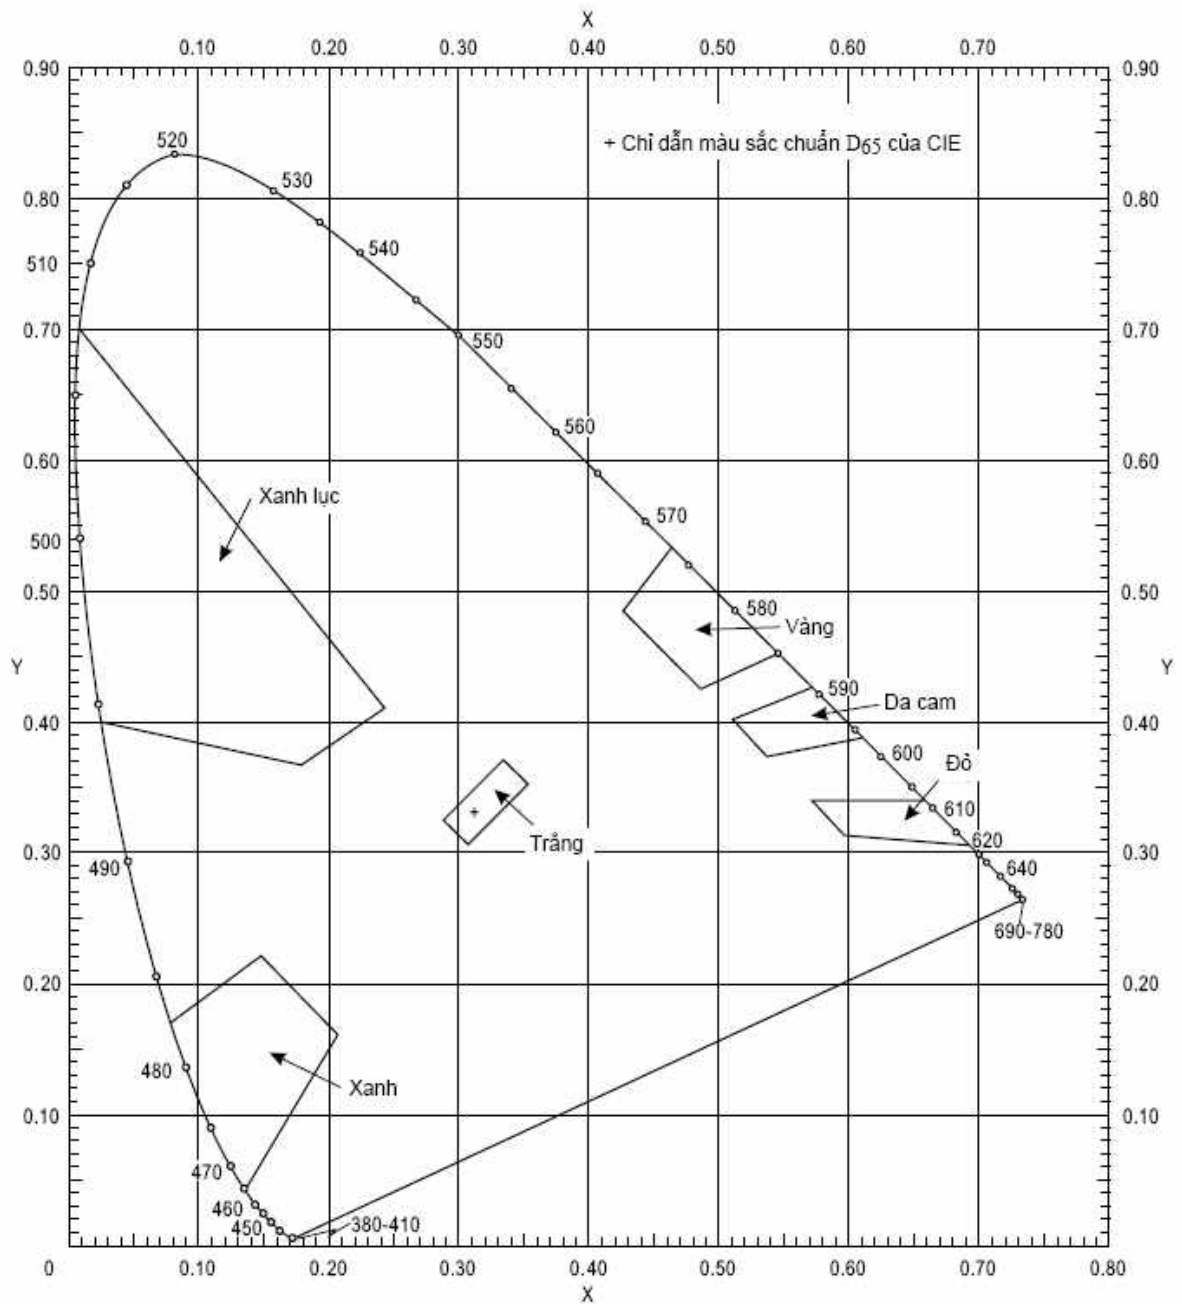 X
0.10 0.20 0.30 0.40 0.50 0.60 0.70
0.90 0.90
+ Chỉ dẫn màu sắc chuẩn D65 của CIE
520
530
0.80 0.80
540
510
0.70 0.70
550
560
0.60 0.60
Xanh lục
570
500
0.50 0.50
580
Vàng
Y Y
590
Da cam
0.40 0.40
600
Đỏ
610
620
Trắng
0.30 0.30
490
640
690-780
0.20 0.20
480
Xanh
0.10 0.10
470
460
450
380-410
0 0.10 0.20 0.30 0.40 0.50 0.60 0.70 0.80
X